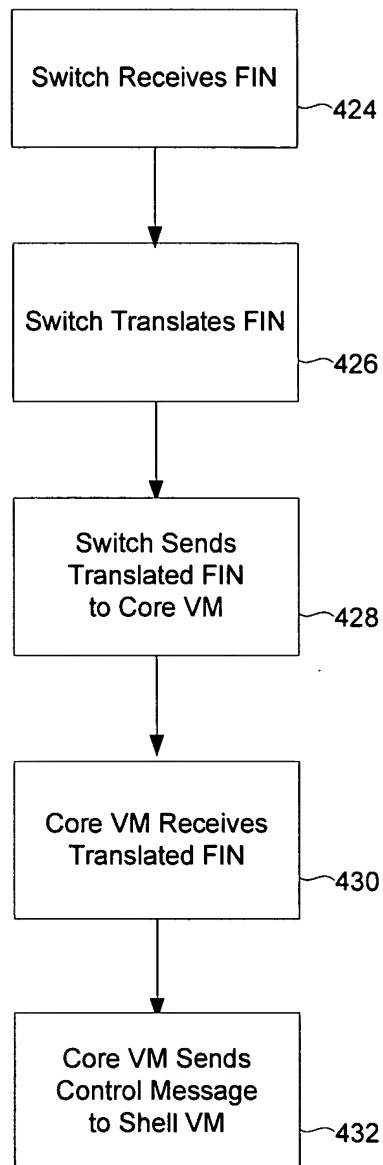 Switch Receives FIN
424
Switch Translates FIN
426
Switch Sends
Translated FIN
to Core VM
428
Core VM Receives
Translated FIN
430
Core VM Sends
Control Message
to Shell VM
432